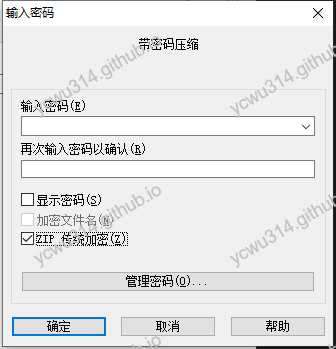 输入密码
带密码压缩
输入密码(E)
再次输入密码以确认(R)
显示密码(S)
加密文件名(N)
ZIP 传统加密(Z)
管理密码(O)...
确定
取消
帮助
ycwu314.github.io
ycwu314.github.io
ycwu314.github.io
ycwu314.github.io